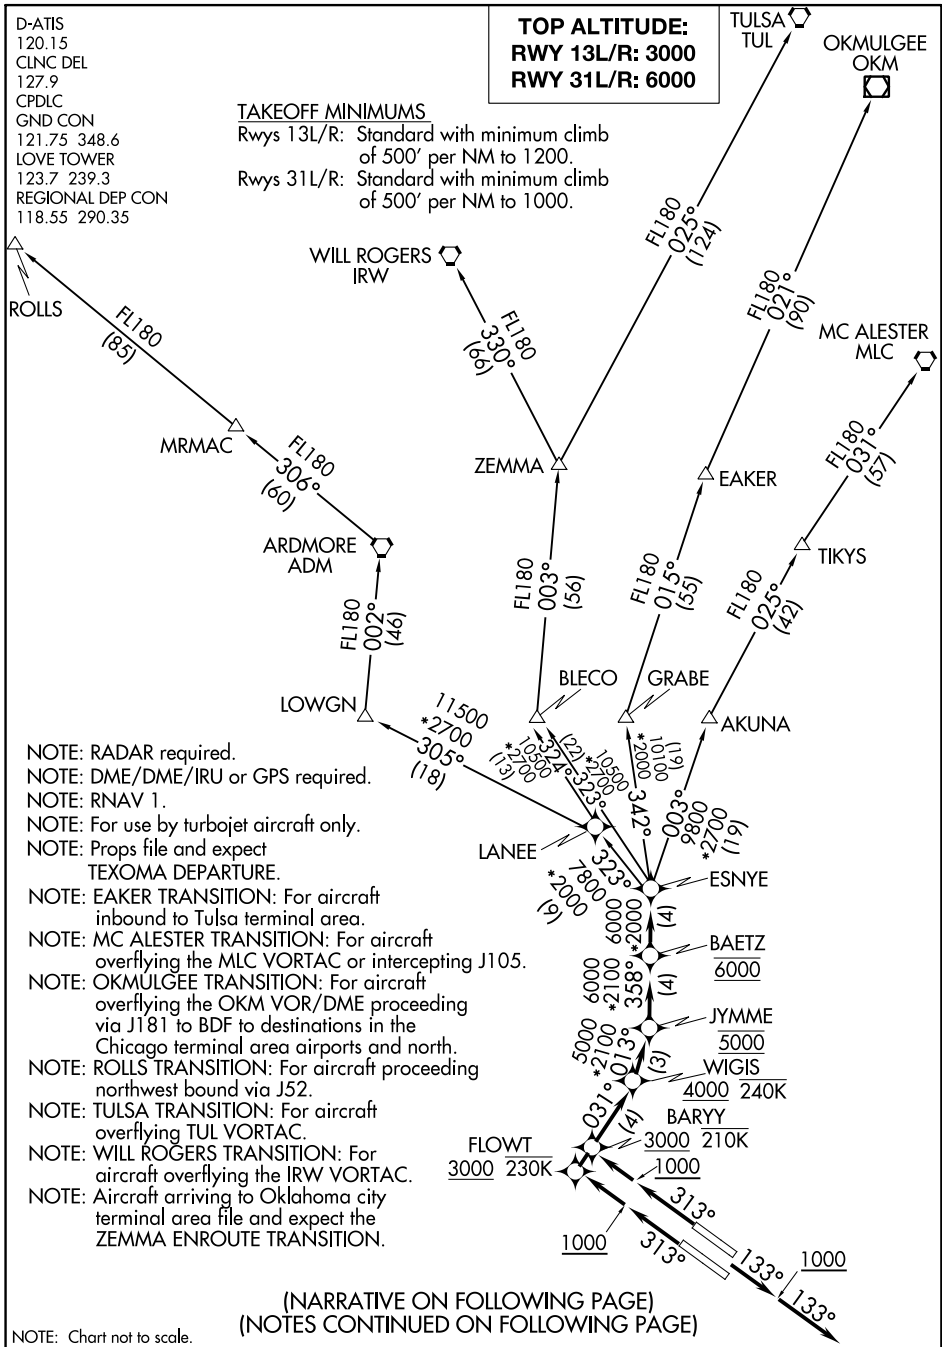 D-ATIS
120.15
CLNC DEL
127.9
CPDLC
GND CON
121.75 348.6
LOVE TOWER
123.7 239.3
REGIONAL DEP CON
118.55 290.35
TAKEOFF MINIMUMS
Rwys 13L/R: Standard with minimum climb
of 500' per NM to 1200.
Rwys 31L/R: Standard with minimum climb
of 500' per NM to 1000.
TOP ALTITUDE:
RWY 13L/R: 3000
RWY 31L/R: 6000
TULSA
TUL
OKMULGEE
OKM
WILL ROGERS
IRW
MC ALESTER
MLC
ROLLS
FL180
(85)
MRMAC
FL180
306°
(60)
ARDMORE
ADM
FL180
002°
(46)
LOWGN
FL180
330°
(66)
FL180
025°
(124)
ZEMMA
FL180
003°
(56)
BLECO
FL180
021°
(90)
EAKER
FL180
015°
(55)
GRABE
FL180
031°
(57)
TIKYS
FL180
025°
(42)
AKUNA
11500
*2700
305°
(18)
10500
*2700
324°
(13)
(22)
10500
*2700
323°
(19)
10100
*2000
342°
003°
9800
*2700
(19)
LANEE
323°
7800
*2000
(9)
ESNYE
6000
*2000
(4)
BAETZ
6000
6000
*2100
358°
(4)
JYMME
5000
5000
*2100
013°
(3)
WIGIS
4000 240K
031°
(4)
BARYY
3000 210K
FLOWT
3000 230K
1000
313°
1000
313°
133°
1000
133°
NOTE: RADAR required.
NOTE: DME/DME/IRU or GPS required.
NOTE: RNAV 1.
NOTE: For use by turbojet aircraft only.
NOTE: Props file and expect
TEXOMA DEPARTURE.
NOTE: EAKER TRANSITION: For aircraft
inbound to Tulsa terminal area.
NOTE: MC ALESTER TRANSITION: For aircraft
overflying the MLC VORTAC or intercepting J105.
NOTE: OKMULGEE TRANSITION: For aircraft
overflying the OKM VOR/DME proceeding
via J181 to BDF to destinations in the
Chicago terminal area airports and north.
NOTE: ROLLS TRANSITION: For aircraft proceeding
northwest bound via J52.
NOTE: TULSA TRANSITION: For aircraft
overflying TUL VORTAC.
NOTE: WILL ROGERS TRANSITION: For
aircraft overflying the IRW VORTAC.
NOTE: Aircraft arriving to Oklahoma city
terminal area file and expect the
ZEMMA ENROUTE TRANSITION.
(NARRATIVE ON FOLLOWING PAGE)
(NOTES CONTINUED ON FOLLOWING PAGE)
NOTE: Chart not to scale.